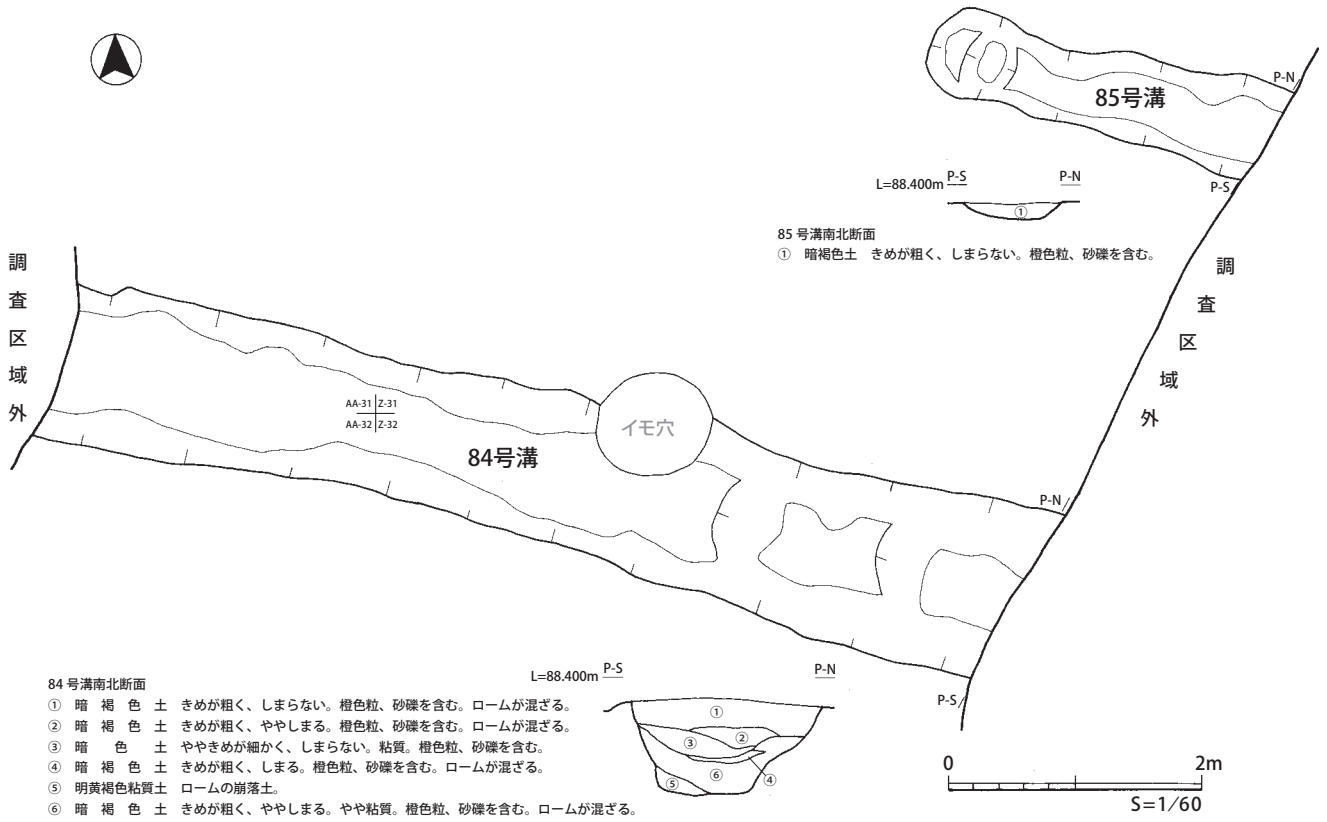 85号溝
P-N
P-S
L=88.400m P-S P-N
①
85 号溝南北断面
① 暗褐色土 きめが粗く、しまらない。橙色粒、砂礫を含む。
調査区域外
調査区域外
AA-31 Z-31
AA-32 Z-32
イモ穴
84号溝
P-N
P-S
L=88.400m P-S P-N
①
②
③
④
⑤
⑥
84 号溝南北断面
① 暗褐色土 きめが粗く、しまらない。橙色粒、砂礫を含む。ロームが混ざる。
② 暗褐色土 きめが粗く、ややしまる。橙色粒、砂礫を含む。ロームが混ざる。
③ 暗色土 ややきめが細かく、しまらない。粘質。橙色粒、砂礫を含む。
④ 暗褐色土 きめが粗く、しまる。橙色粒、砂礫を含む。ロームが混ざる。
⑤ 明黄褐色粘質土 ロームの崩落土。
⑥ 暗褐色土 きめが粗く、ややしまる。やや粘質。橙色粒、砂礫を含む。ロームが混ざる。
0 2m
S=1/60